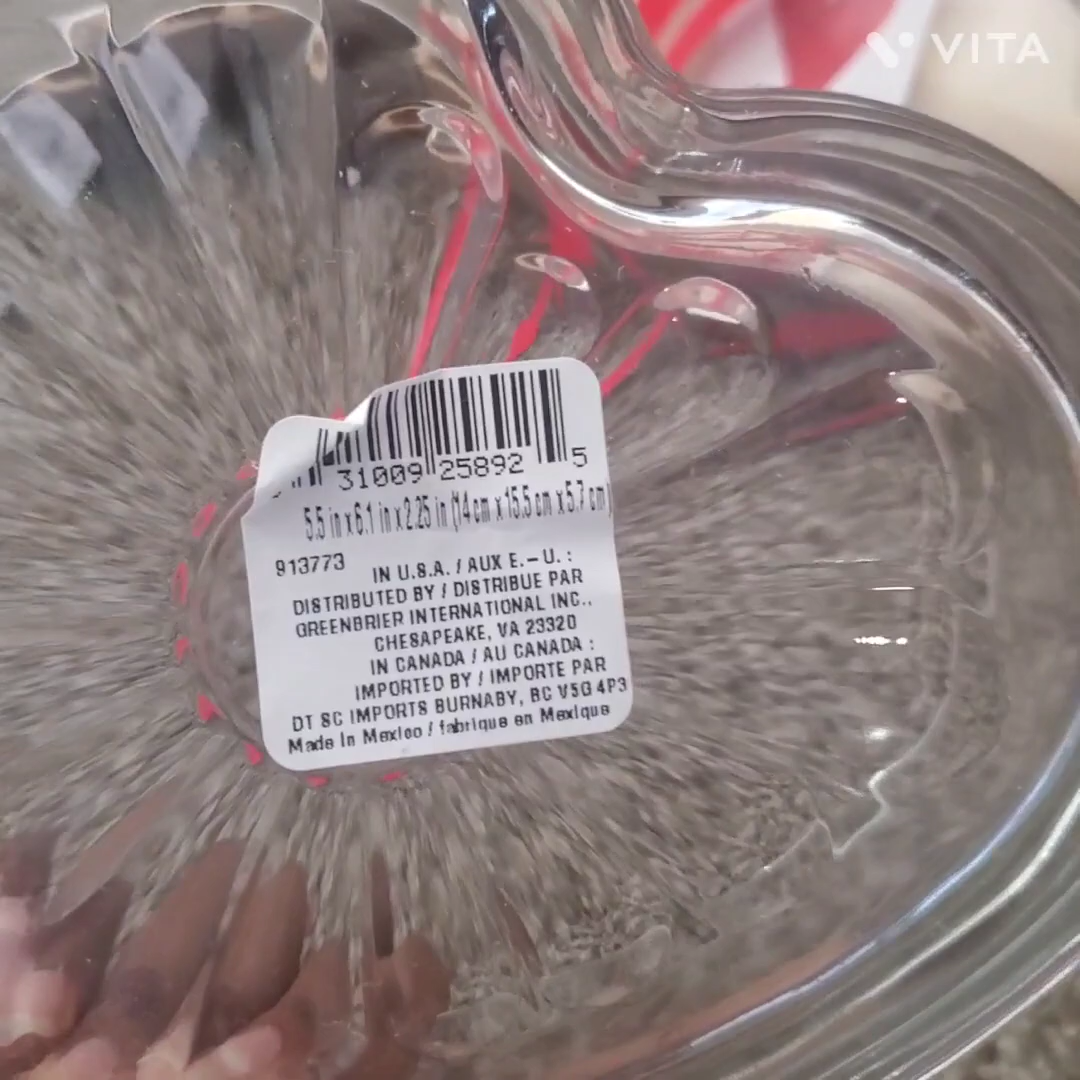 VITA
31009 25892 5
5.5 in x 6.1 in x 2.25 in (14 cm x 15.5 cm x 5.7 cm)
913773
IN U.S.A. / AUX E.-U. :
DISTRIBUTED BY / DISTRIBUE PAR
GREENBRIER INTERNATIONAL INC.,
CHESAPEAKE, VA 23320
IN CANADA / AU CANADA :
IMPORTED BY / IMPORTE PAR
DT SC IMPORTS BURNABY, BC V5G 4P3
Made In Mexico / fabrique en Mexique